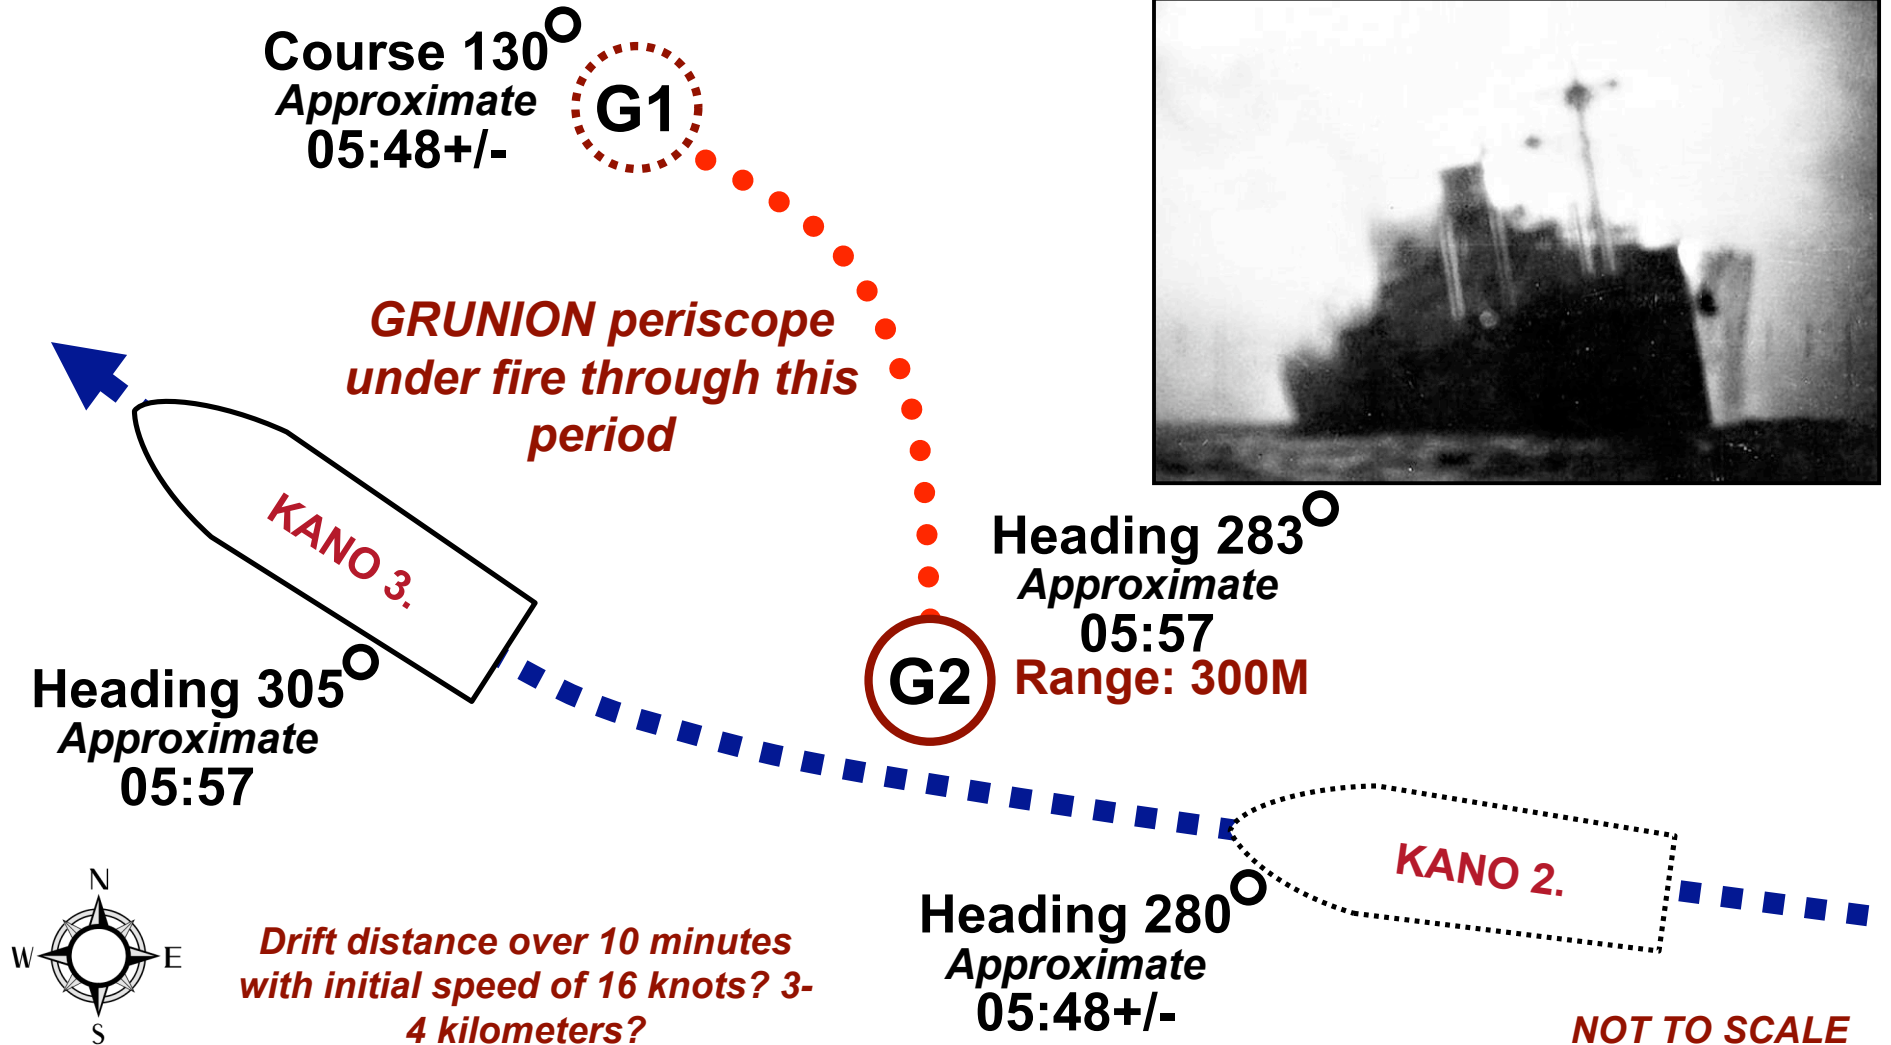 Course 130°
Approximate
05:48+/-
G1
GRUNION periscope
under fire through this
period
KANO 3.
Heading 283°
Approximate
05:57
Range: 300M
G2
Heading 305°
Approximate
05:57
KANO 2.
Heading 280°
Approximate
05:48+/-
N
W
E
S
Drift distance over 10 minutes
with initial speed of 16 knots? 3-
4 kilometers?
NOT TO SCALE